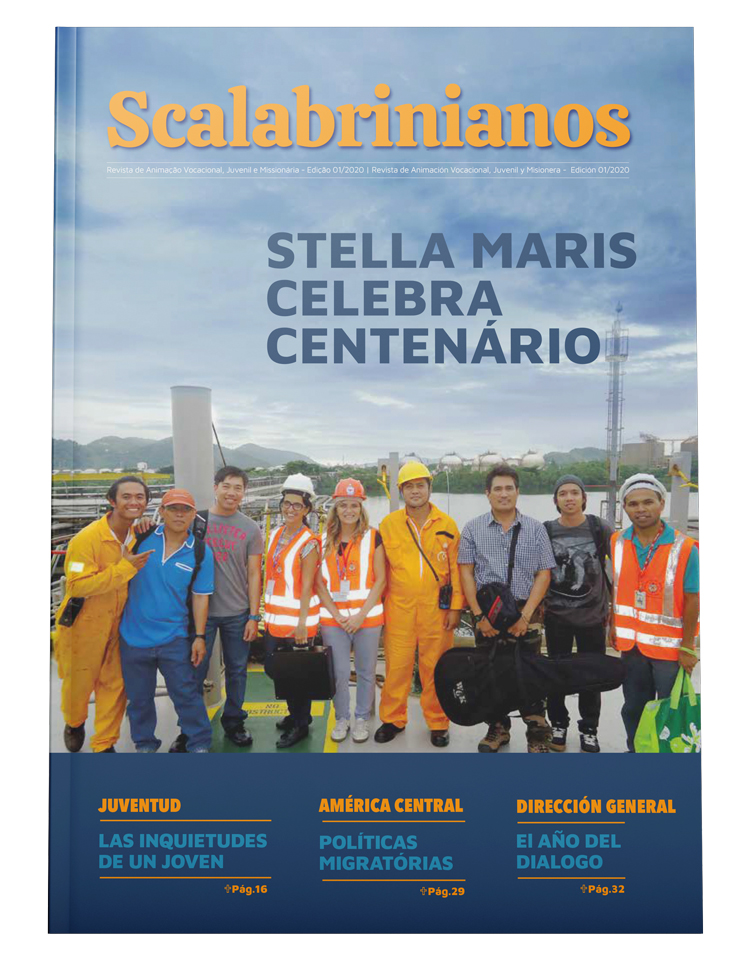 Scalabrinianos
Revista de Animação Vocacional, Juvenil e Missionária - Edição 01/2020 | Revista de Animación Vocacional, Juvenil y Misionera - Edición 01/2020
STELLA MARIS
CELEBRA
CENTENÁRIO
NO
JUVENTUD
LAS INQUIETUDES
DE UN JOVEN
✞Pág.16
AMÉRICA CENTRAL
POLÍTICAS
MIGRATÓRIAS
✞Pág.29
DIRECCIÓN GENERAL
El AÑO DEL
DIALOGO
✞Pág.32